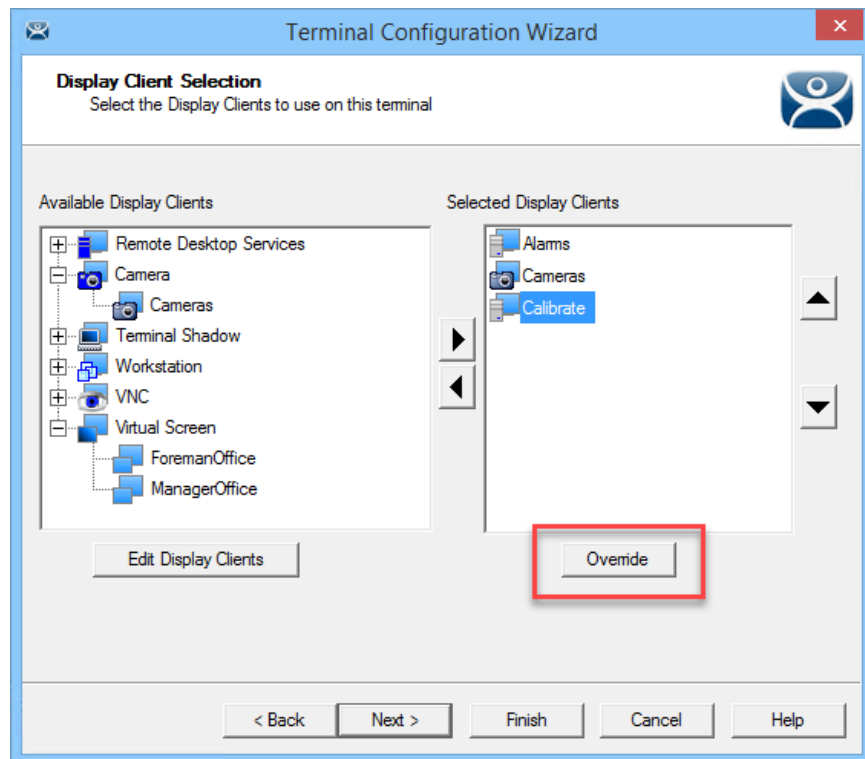 Terminal Configuration Wizard
Display Client Selection
Select the Display Clients to use on this terminal
Available Display Clients
Remote Desktop Services
Camera
Cameras
Terminal Shadow
Workstation
VNC
Virtual Screen
ForemanOffice
ManagerOffice
Edit Display Clients
Selected Display Clients
Alarms
Cameras
Calibrate
Override
< Back
Next >
Finish
Cancel
Help